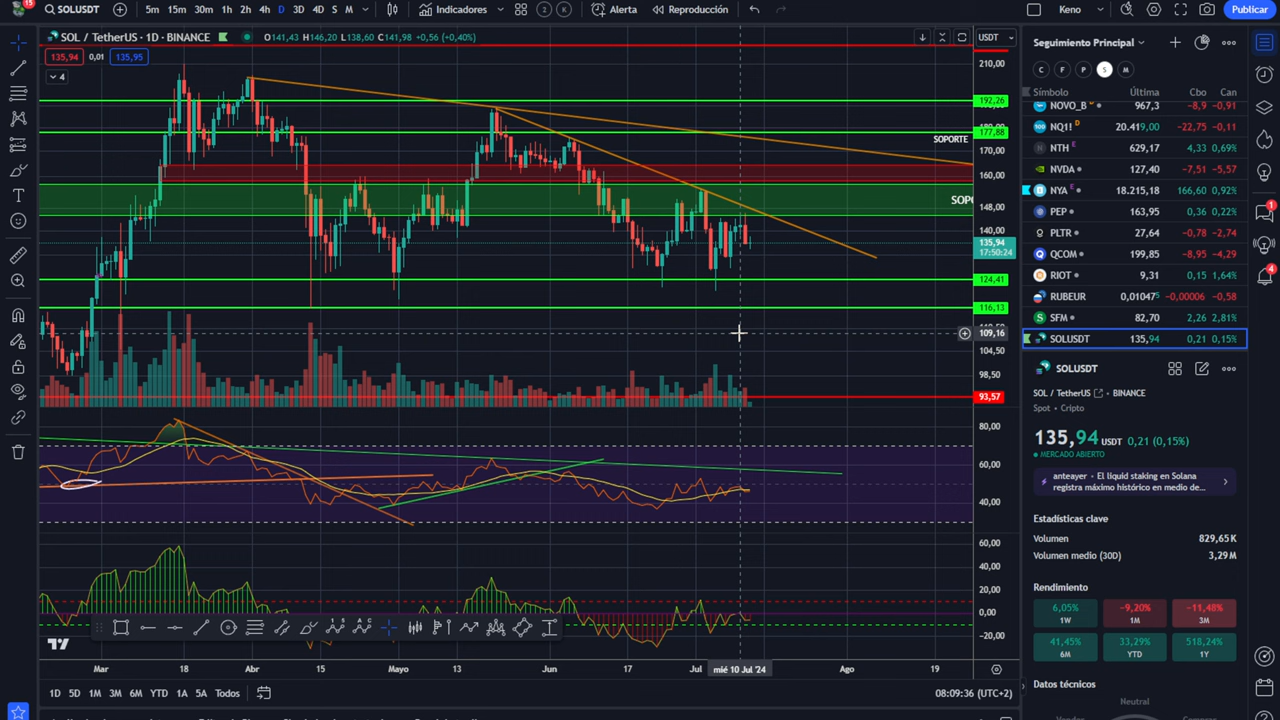 15
SOLUSDT
5m 15m 30m 1h 2h 4h D 3D 4D S M
Indicadores
2 K
Alerta
Reproducción
Keno
Publicar
SOL / TetherUS · 1D · BINANCE
O141,43 H146,20 L138,60 C141,98 +0,56 (+0,40%)
USDT
135,94 0,01 135,95
4
210,00
192,26
177,88
SOPORTE
170,00
160,00
SOPO
148,00
140,00
135,94
17:50:24
124,41
116,13
109,16
104,50
98,50
93,57
80,00
60,00
40,00
60,00
40,00
20,00
0,00
−20,00
Mar 18 Abr 15 Mayo 13 Jun 17 Jul mié 10 Jul '24 Ago 19
1D 5D 1M 3M 6M YTD 1A 5A Todos
08:09:36 (UTC+2)
Seguimiento Principal
C F P S M
Símbolo Última Cbo Can
NOVO_B 967,3 −8,9 −0,91
NQ1! D 20.419,00 −22,75 −0,11
NTH E 629,17 4,33 0,69%
NVDA 127,40 −7,51 −5,57
NYA E 18.215,18 166,60 0,92%
PEP 163,95 0,36 0,22%
PLTR 27,64 −0,78 −2,74
QCOM 199,85 −8,95 −4,29
RIOT 9,31 0,15 1,64%
RUBEUR 0,01047⁵ −0,00006 −0,58
SFM 82,70 2,26 2,81%
SOLUSDT 135,94 0,21 0,15%
SOLUSDT
SOL / TetherUS · BINANCE
Spot · Cripto
135,94 USDT 0,21 (0,15%)
MERCADO ABIERTO
anteayer · El liquid staking en Solana
registra máximo histórico en medio de...
Estadísticas clave
Volumen 829,65 K
Volumen medio (30D) 3,29 M
Rendimiento
6,05% −9,20% −11,48%
1W 1M 3M
41,45% 33,29% 518,24%
6M YTD 1Y
Datos técnicos
Neutral
1
4